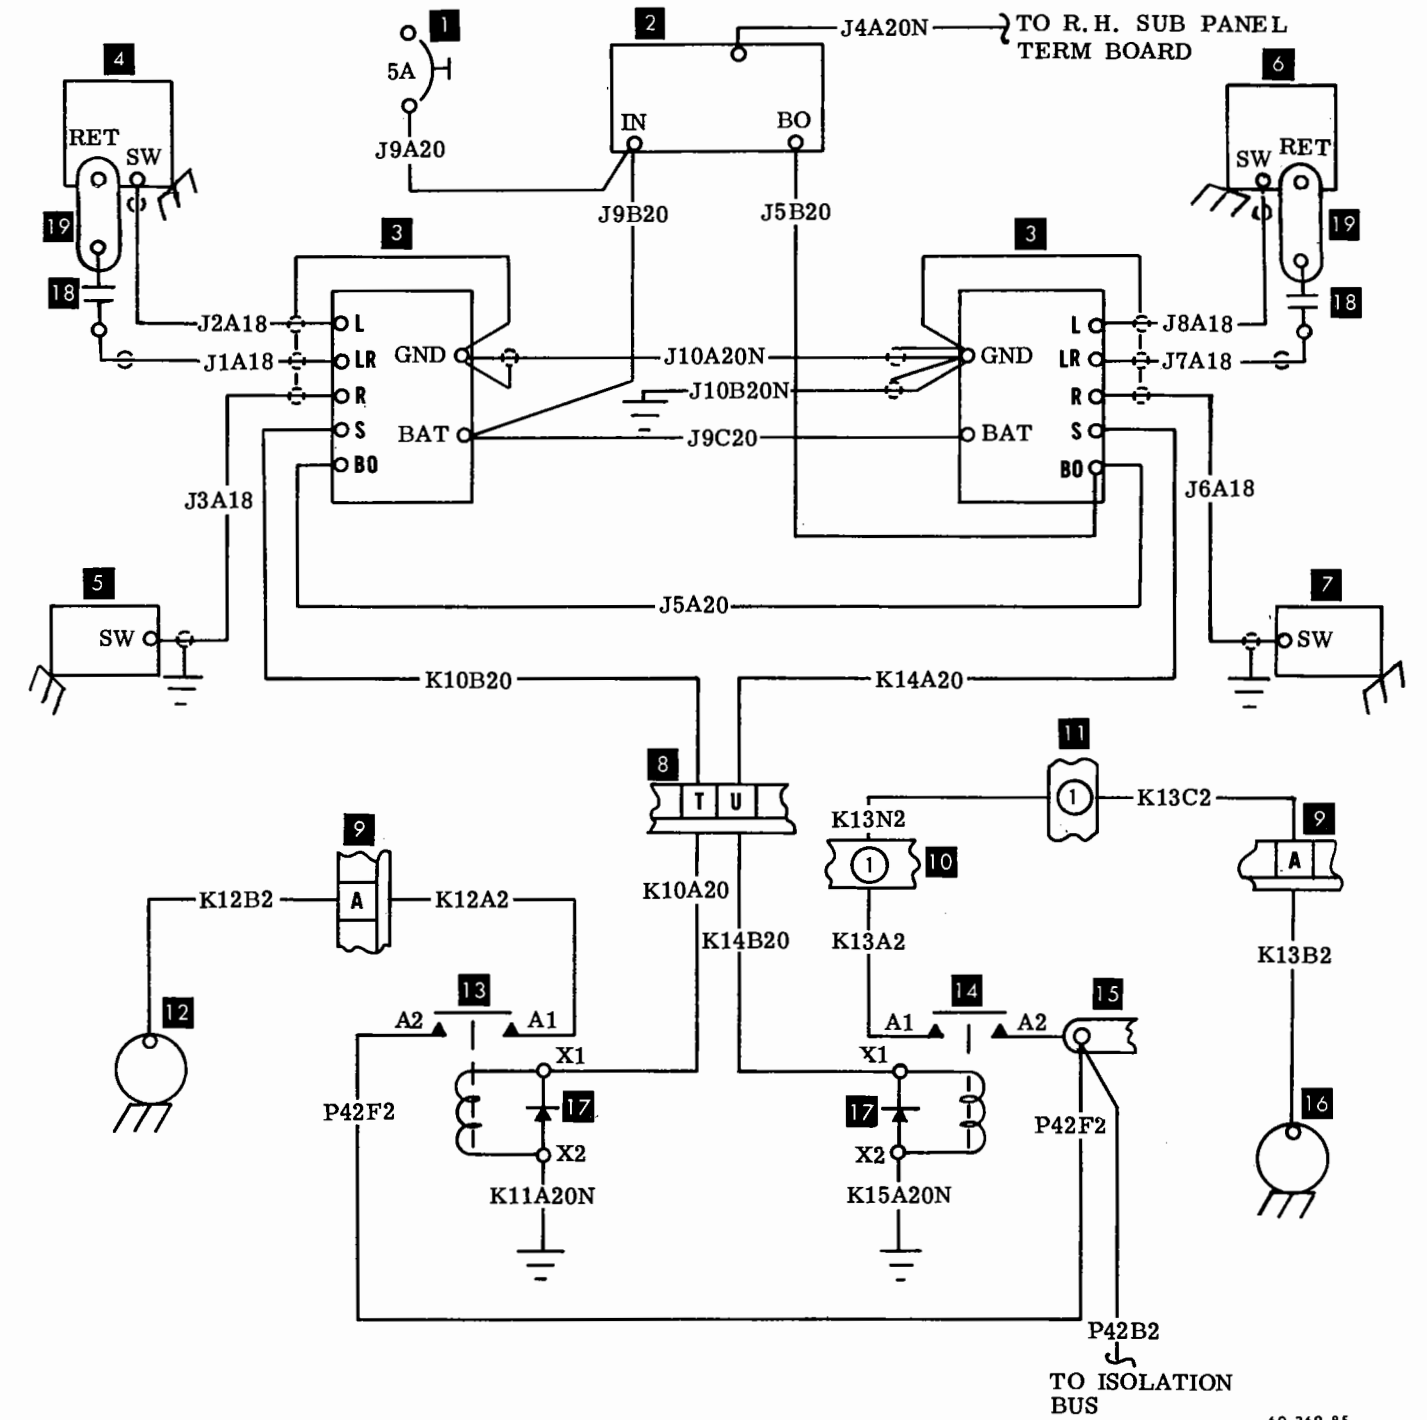 1
2
J4A20N
TO R.H. SUB PANEL
TERM BOARD
4
5A
6
IN
BO
RET
SW
J9A20
SW
RET
19
J9B20
J5B20
19
3
3
18
18
J2A18
L
L
J8A18
J1A18
LR
GND
J10A20N
GND
LR
J7A18
R
J10B20N
R
S
BAT
J9C20
BAT
S
BO
BO
J3A18
J6A18
5
7
J5A20
SW
SW
K10B20
K14A20
11
8
T
U
1
K13C2
9
K13N2
9
1
10
A
K12B2
A
K12A2
K10A20
K14B20
K13A2
K13B2
12
13
14
15
A2
A1
A1
A2
X1
X1
P42F2
17
17
P42F2
16
X2
X2
K11A20N
K15A20N
P42B2
TO ISOLATION
BUS